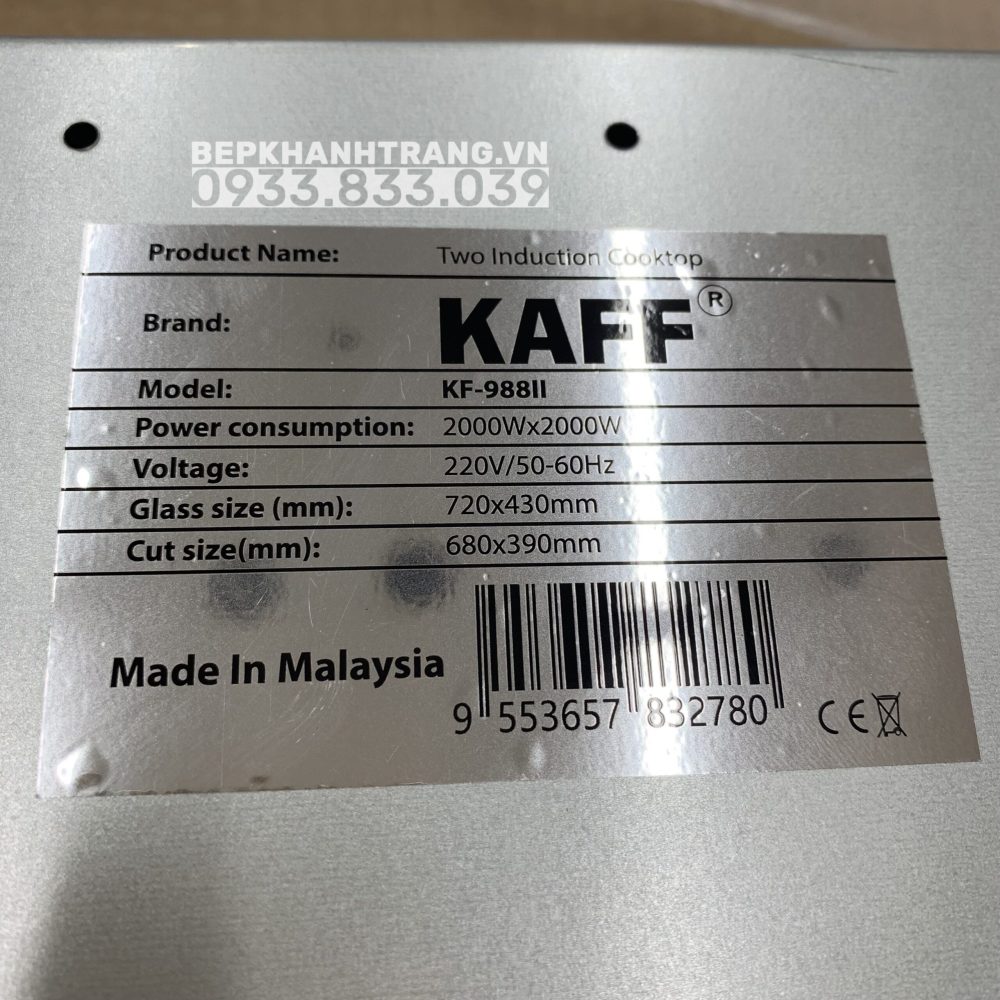 BEPKHANHTRANG.VN
0933.833.039
Product Name: Two Induction Cooktop
Brand: KAFF®
Model: KF-988II
Power consumption: 2000Wx2000W
Voltage: 220V/50-60Hz
Glass size (mm): 720x430mm
Cut size(mm): 680x390mm
Made In Malaysia
9 553657 832780 CE